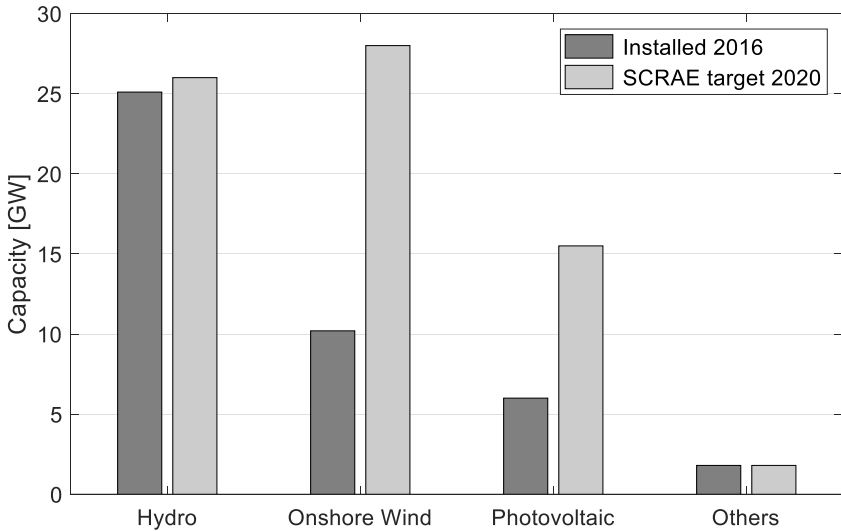 30
25
20
15
10
5
0
Capacity [GW]
Installed 2016
SCRAE target 2020
Hydro
Onshore Wind
Photovoltaic
Others